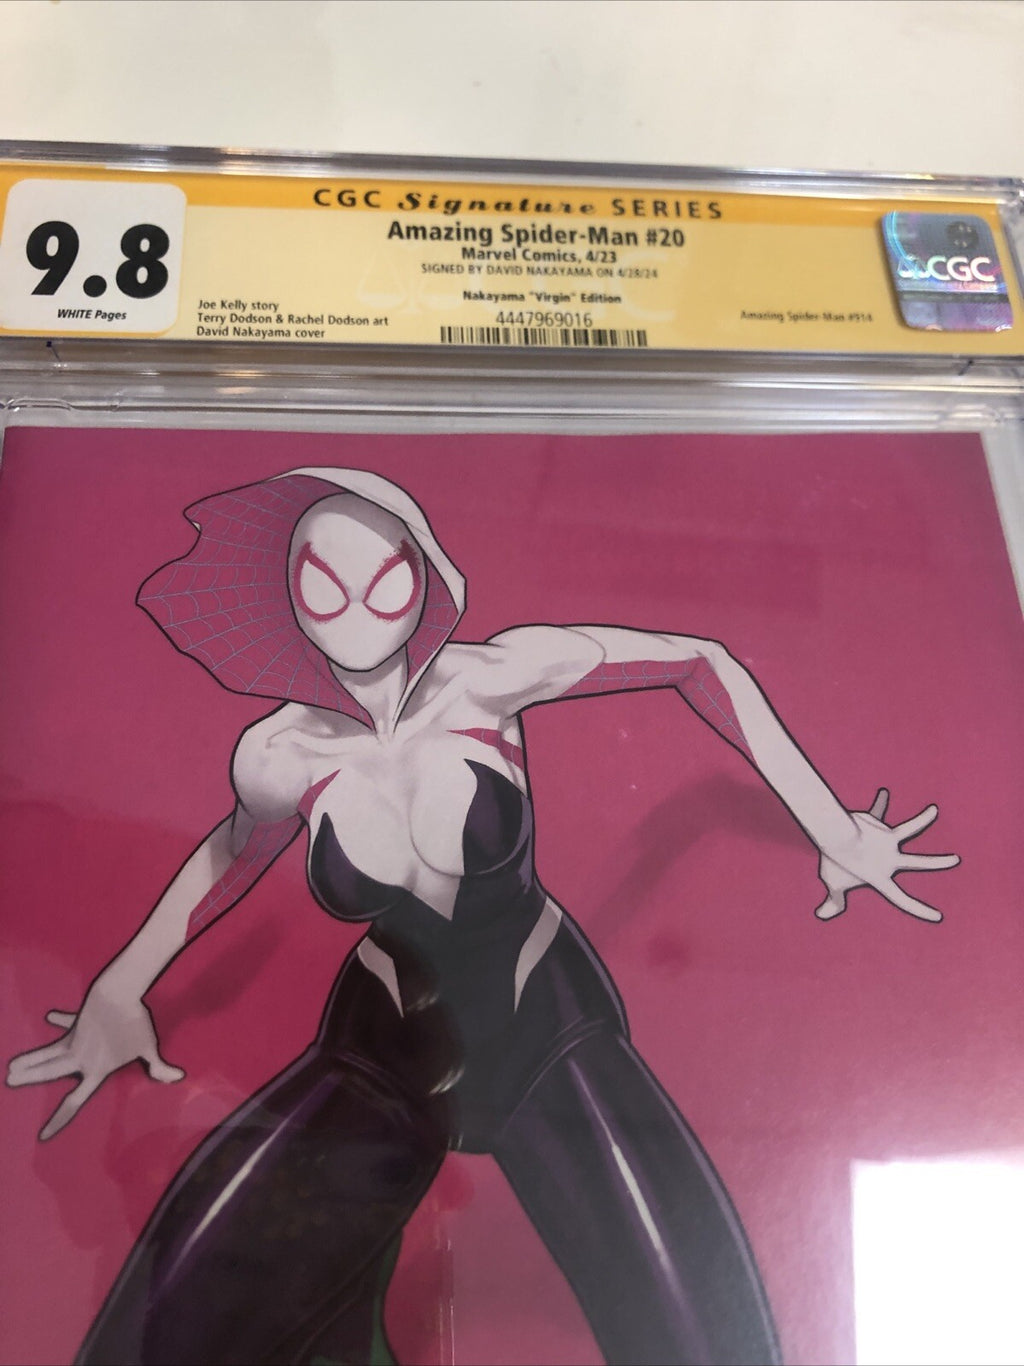 CGC Signature SERIES
Amazing Spider-Man #20
Marvel Comics, 4/23
SIGNED BY DAVID NAKAYAMA ON 4/28/24
Nakayama "Virgin" Edition
4447969016
9.8
WHITE Pages
Joe Kelly story
Terry Dodson & Rachel Dodson art
David Nakayama cover
Amazing Spider-Man #914
CGC